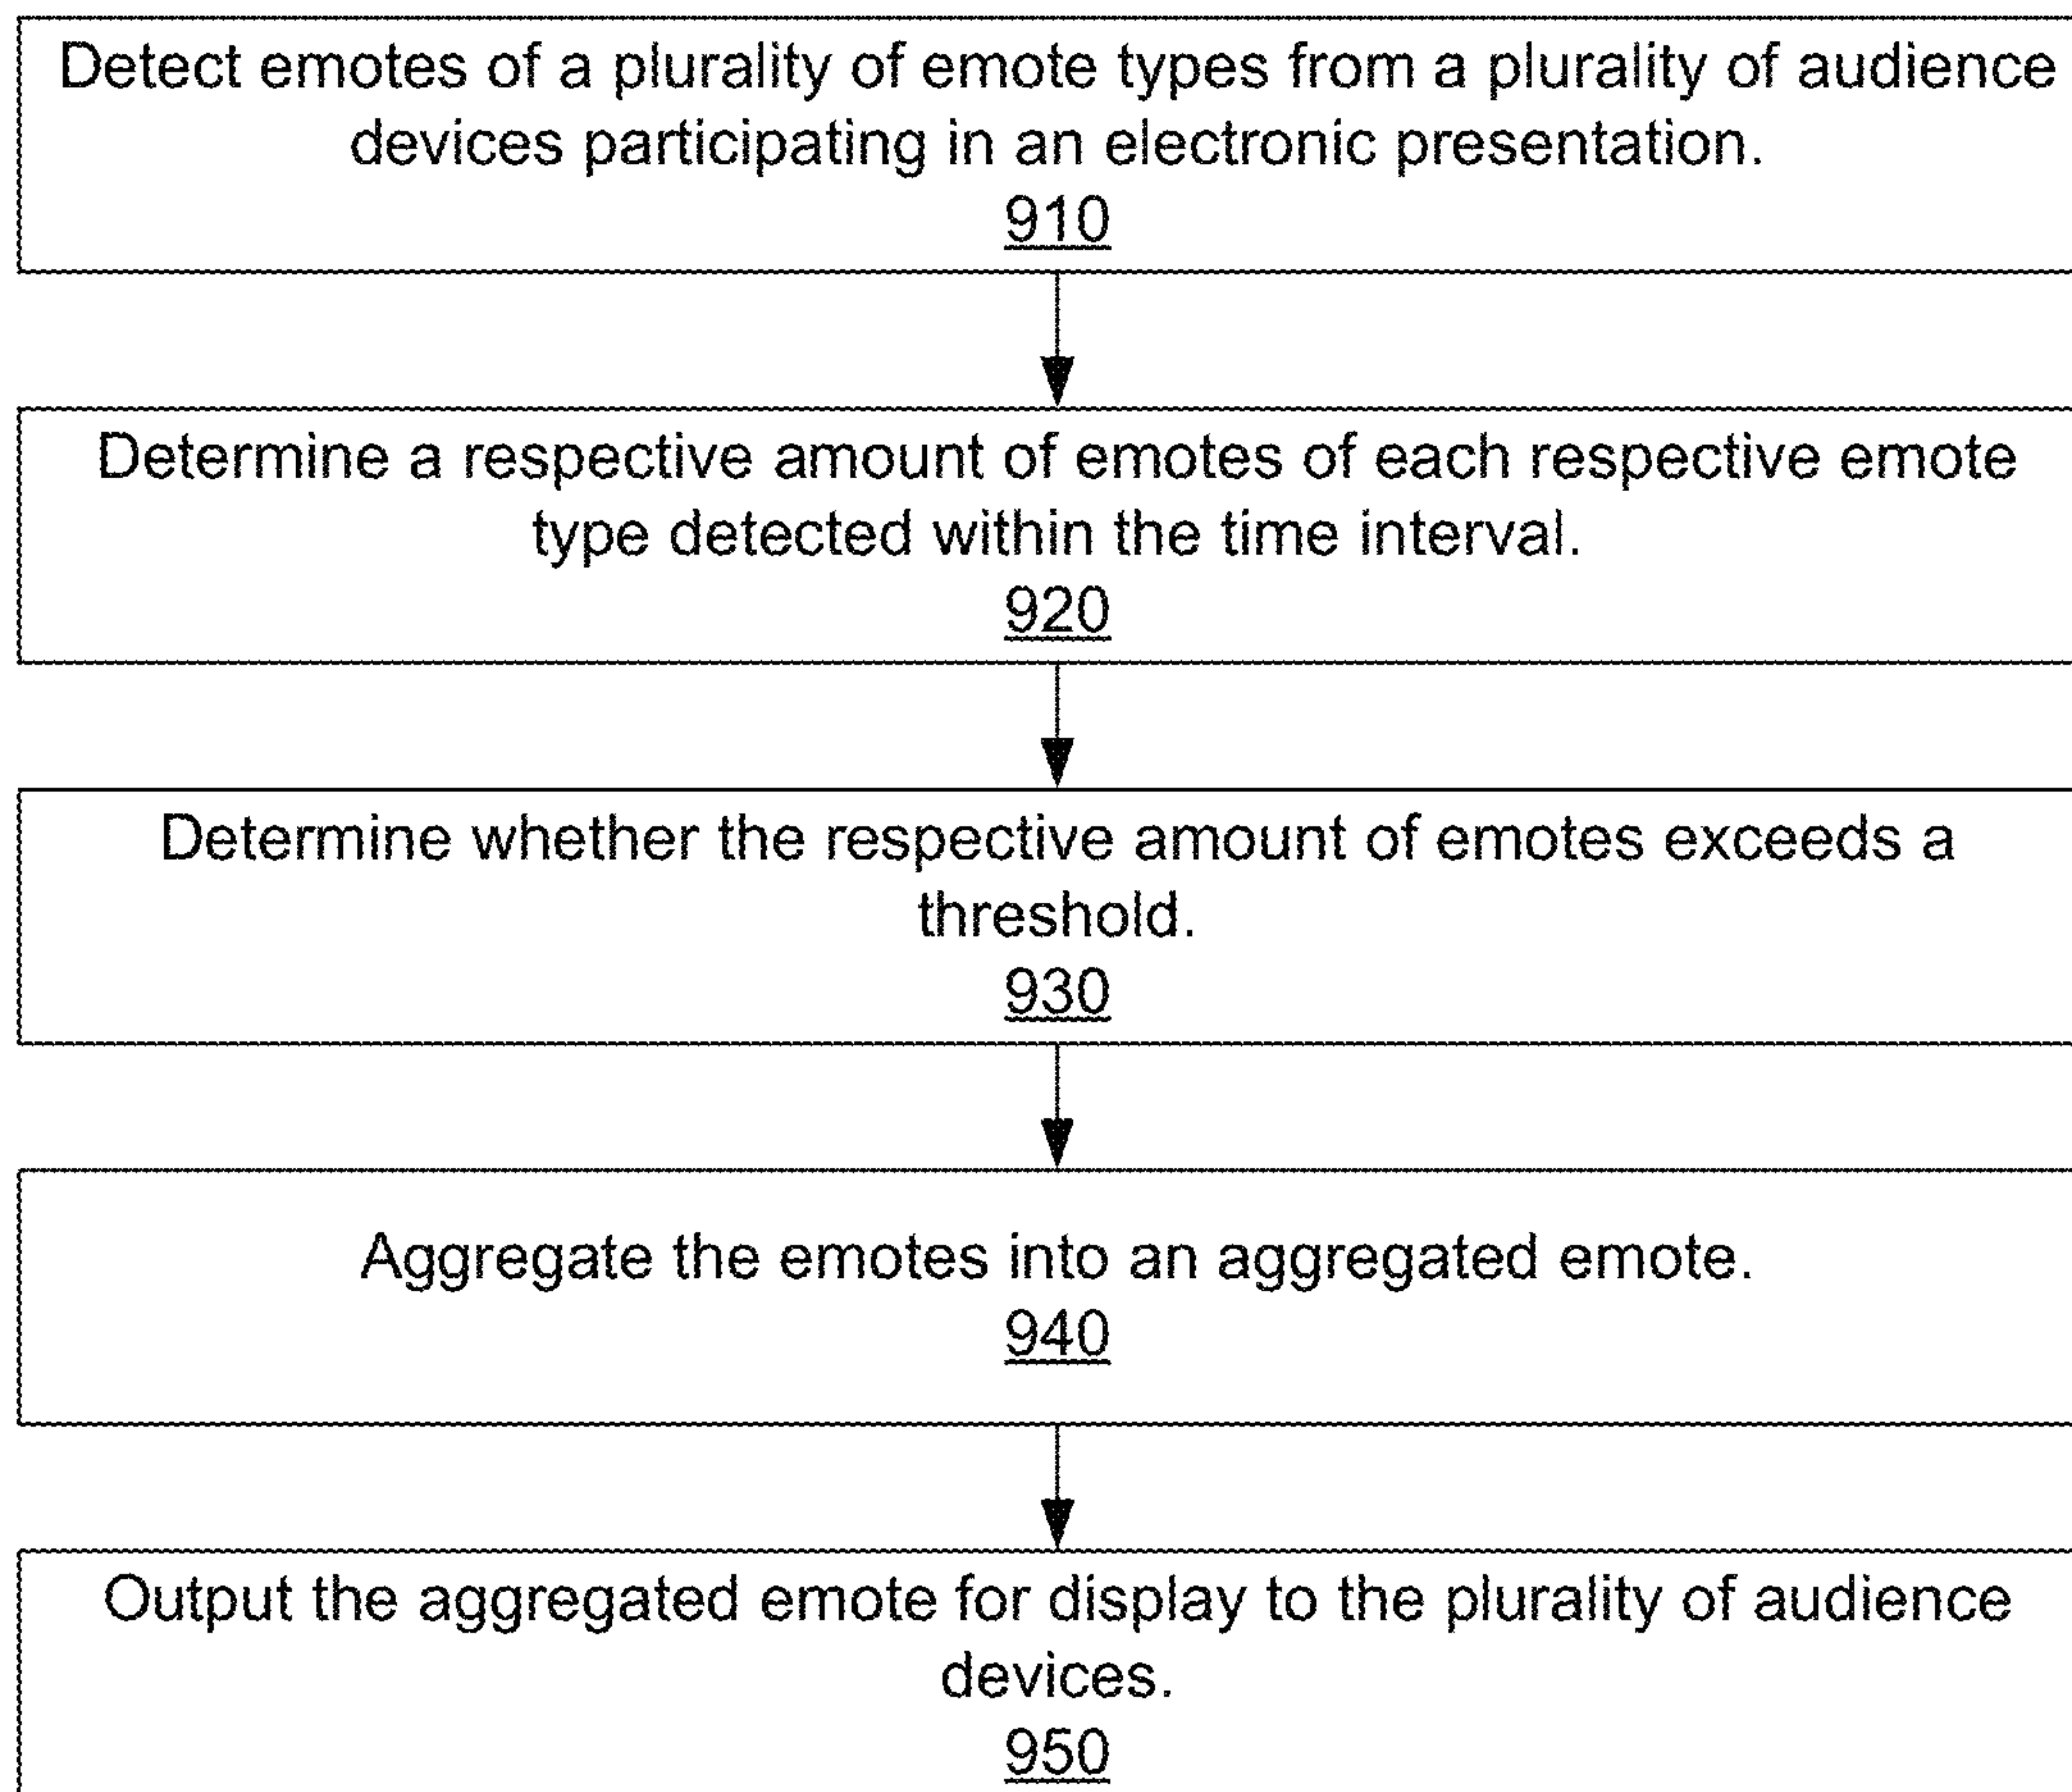 Detect emotes of a plurality of emote types from a plurality of audience
devices participating in an electronic presentation.
910
Determine a respective amount of emotes of each respective emote
type detected within the time interval.
920
Determine whether the respective amount of emotes exceeds a
threshold.
930
Aggregate the emotes into an aggregated emote.
940
Output the aggregated emote for display to the plurality of audience
devices.
950